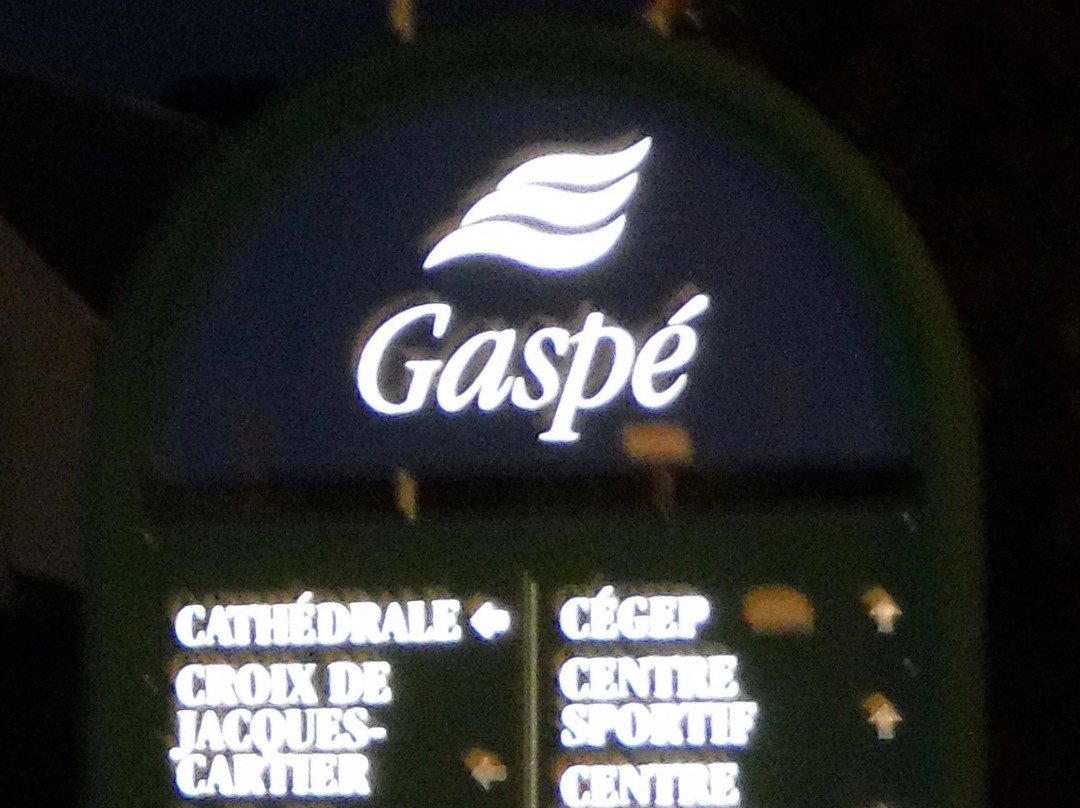 Gaspé
CATHÉDRALE
CROIX DE
JACQUES-
CARTIER
CÉGEP
CENTRE
SPORTIF
CENTRE